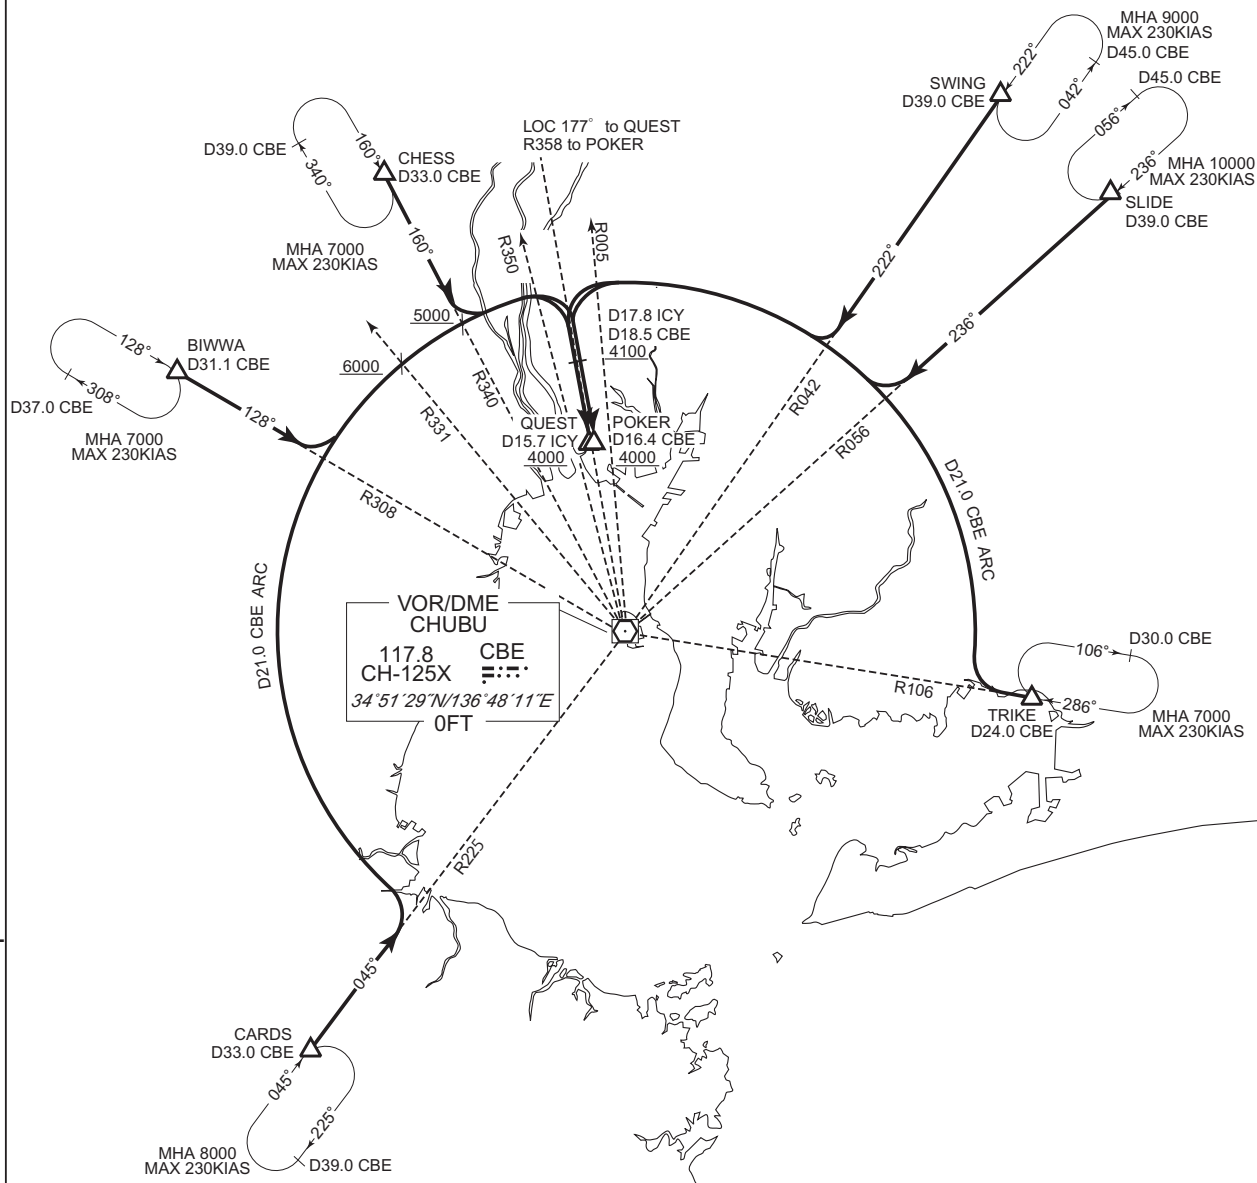 MHA 9000
MAX 230KIAS
D45.0 CBE
222°
042°
SWING
D39.0 CBE
D45.0 CBE
056°
236°
MHA 10000
MAX 230KIAS
SLIDE
D39.0 CBE
LOC 177° to QUEST
R358 to POKER
D39.0 CBE
160°
340°
CHESS
D33.0 CBE
MHA 7000
MAX 230KIAS
160°
R350
R005
222°
236°
5000
6000
D17.8 ICY
D18.5 CBE
4100
128°
308°
BIWWA
D31.1 CBE
D37.0 CBE
MHA 7000
MAX 230KIAS
128°
R331
R340
R042
R056
QUEST
D15.7 ICY
4000
POKER
D16.4 CBE
4000
R308
D21.0 CBE ARC
D21.0 CBE ARC
VOR/DME
CHUBU
117.8
CBE
CH-125X
34°51′29″N/136°48′11″E
0FT
R106
106°
D30.0 CBE
286°
TRIKE
D24.0 CBE
MHA 7000
MAX 230KIAS
R225
045°
CARDS
D33.0 CBE
045°
225°
MHA 8000
MAX 230KIAS
D39.0 CBE